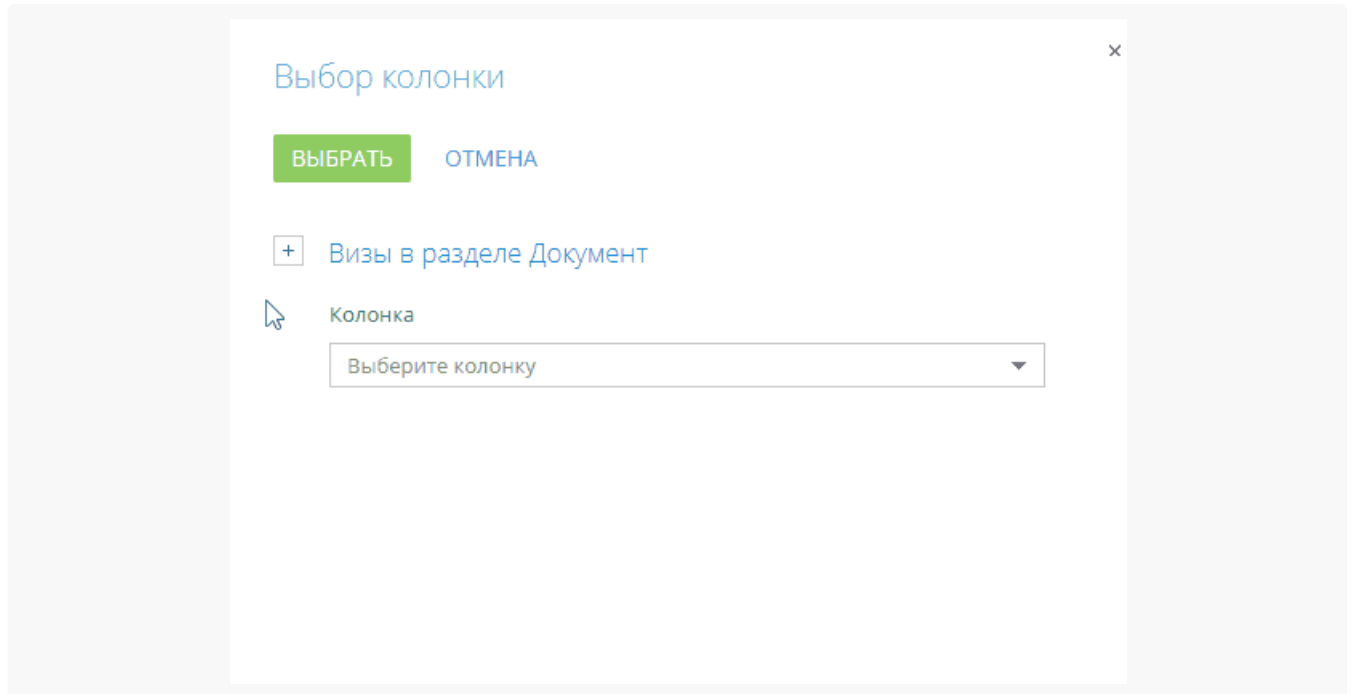 Выбор колонки
ВЫБРАТЬ ОТМЕНА
Визы в разделе Документ
Колонка
Выберите колонку